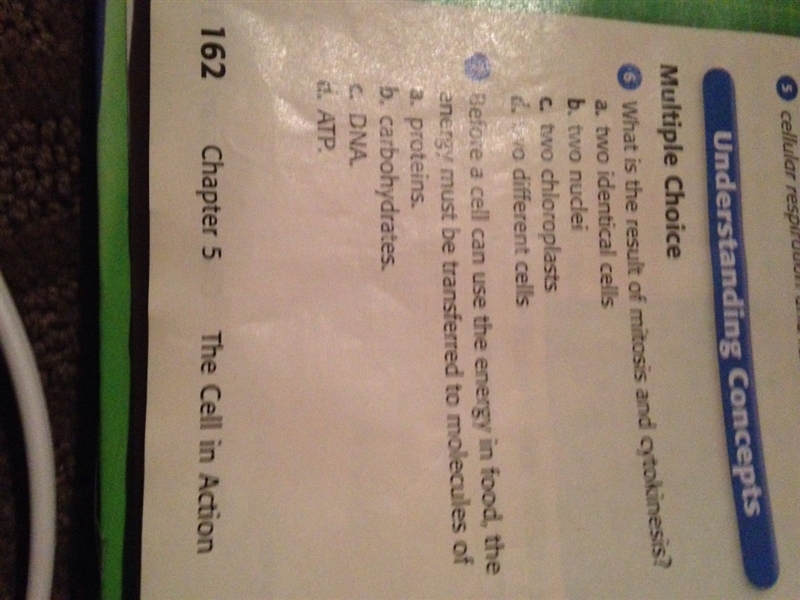 5 cellular respiration
Understanding Concepts
Multiple Choice
6 What is the result of mitosis and cytokinesis?
a. two identical cells
b. two nuclei
c. two chloroplasts
d. two different cells
Before a cell can use the energy in food, the
energy must be transferred to molecules of
a. proteins.
b. carbohydrates.
c. DNA.
d. ATP.
162 Chapter 5 The Cell in Action